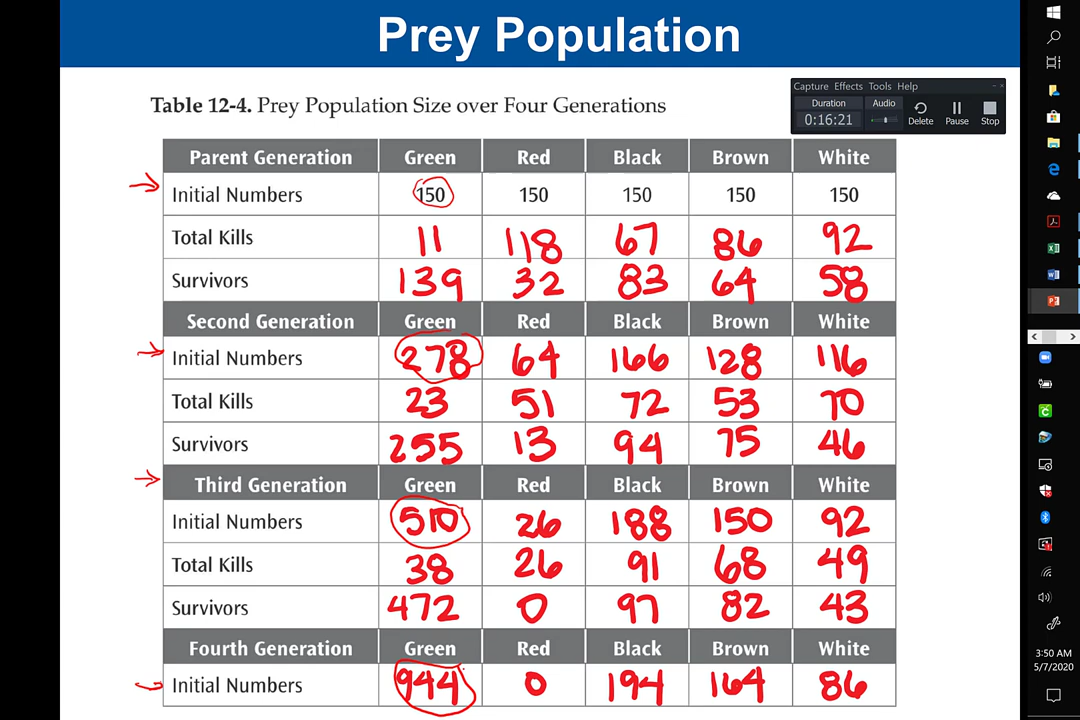 Prey Population
Capture Effects Tools Help
Duration Audio
0:16:21 Delete Pause Stop
Table 12-4. Prey Population Size over Four Generations
Parent Generation Green Red Black Brown White
Initial Numbers 150 150 150 150 150
Total Kills 11 118 67 86 92
Survivors 139 32 83 64 58
Second Generation Green Red Black Brown White
Initial Numbers 278 64 166 128 116
Total Kills 23 51 72 53 70
Survivors 255 13 94 75 46
Third Generation Green Red Black Brown White
Initial Numbers 510 26 188 150 92
Total Kills 38 26 91 68 49
Survivors 472 0 97 82 43
Fourth Generation Green Red Black Brown White
Initial Numbers 944 0 194 164 86
3:50 AM
5/7/2020